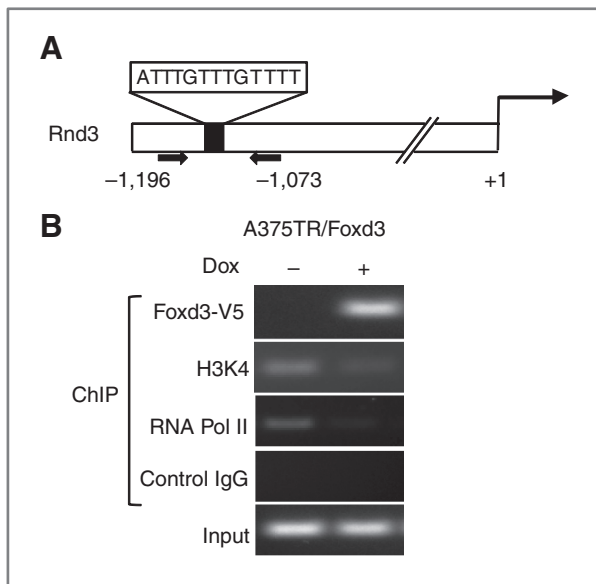 A
ATTTGTTTGTTTT
Rnd3
–1,196 –1,073 +1
B
A375TR/Foxd3
Dox – +
ChIP
Foxd3-V5
H3K4
RNA Pol II
Control IgG
Input